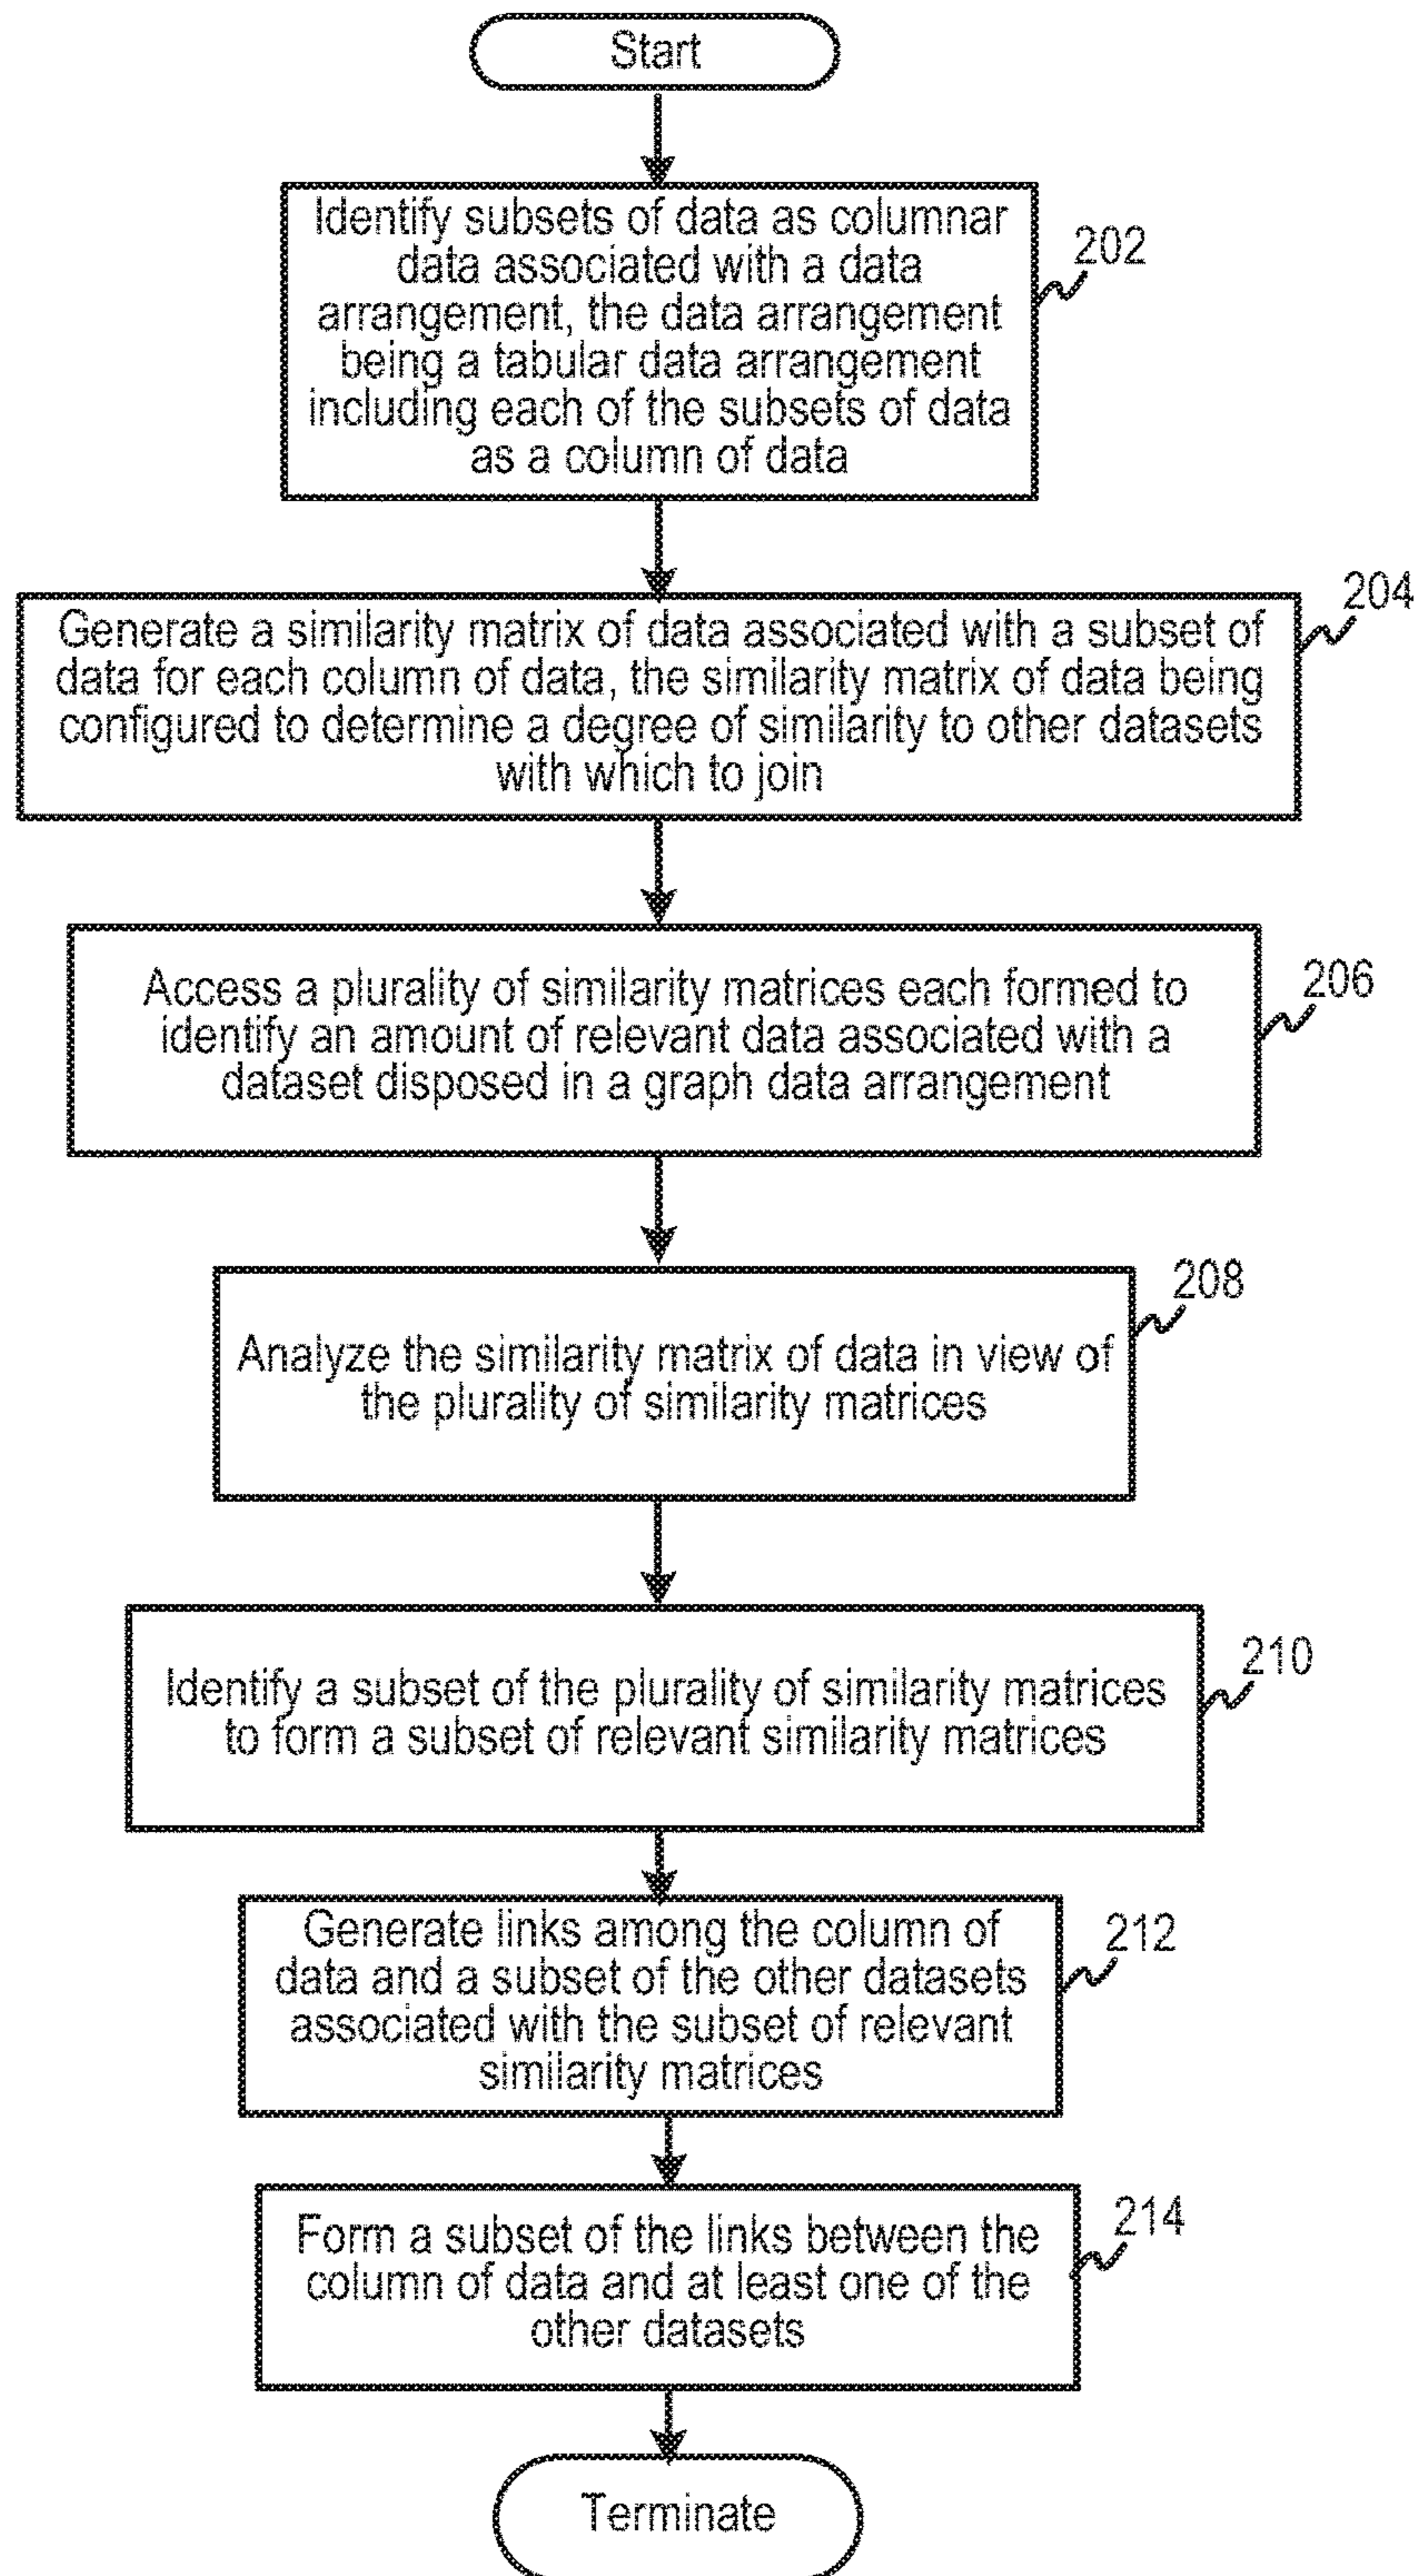 Start
Identify subsets of data as columnar
data associated with a data
arrangement, the data arrangement
being a tabular data arrangement
including each of the subsets of data
as a column of data
202
Generate a similarity matrix of data associated with a subset of
data for each column of data, the similarity matrix of data being
configured to determine a degree of similarity to other datasets
with which to join
204
Access a plurality of similarity matrices each formed to
identify an amount of relevant data associated with a
dataset disposed in a graph data arrangement
206
Analyze the similarity matrix of data in view of
the plurality of similarity matrices
208
Identify a subset of the plurality of similarity matrices
to form a subset of relevant similarity matrices
210
Generate links among the column of
data and a subset of the other datasets
associated with the subset of relevant
similarity matrices
212
Form a subset of the links between the
column of data and at least one of the
other datasets
214
Terminate